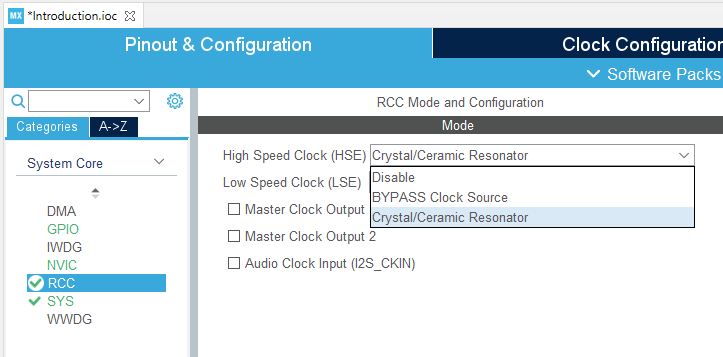 MX *Introduction.ioc
Pinout & Configuration
Clock Configuration
Software Packs
Categories
A->Z
System Core
DMA
GPIO
IWDG
NVIC
RCC
SYS
WWDG
RCC Mode and Configuration
Mode
High Speed Clock (HSE) Crystal/Ceramic Resonator
Disable
Low Speed Clock (LSE)
BYPASS Clock Source
Master Clock Output
Crystal/Ceramic Resonator
Master Clock Output 2
Audio Clock Input (I2S_CKIN)